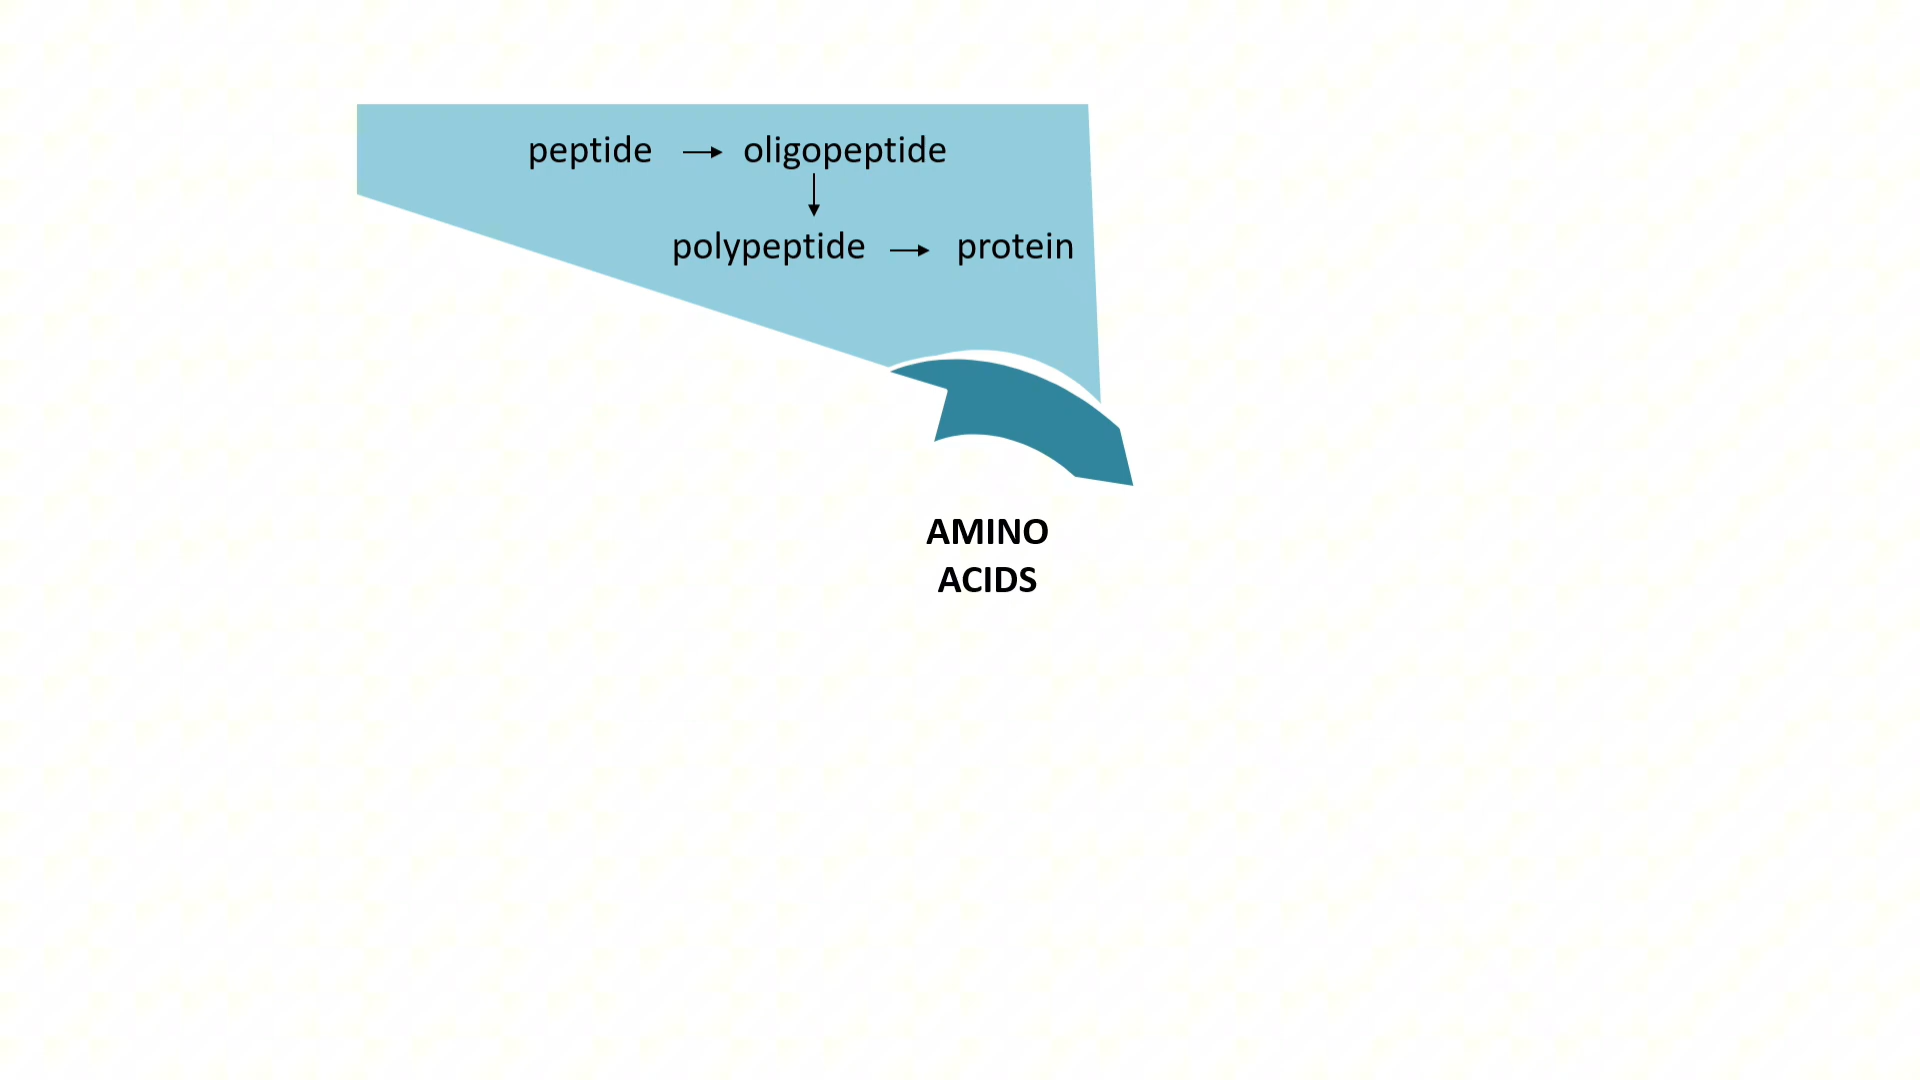 peptide → oligopeptide
↓
polypeptide → protein
AMINO
ACIDS